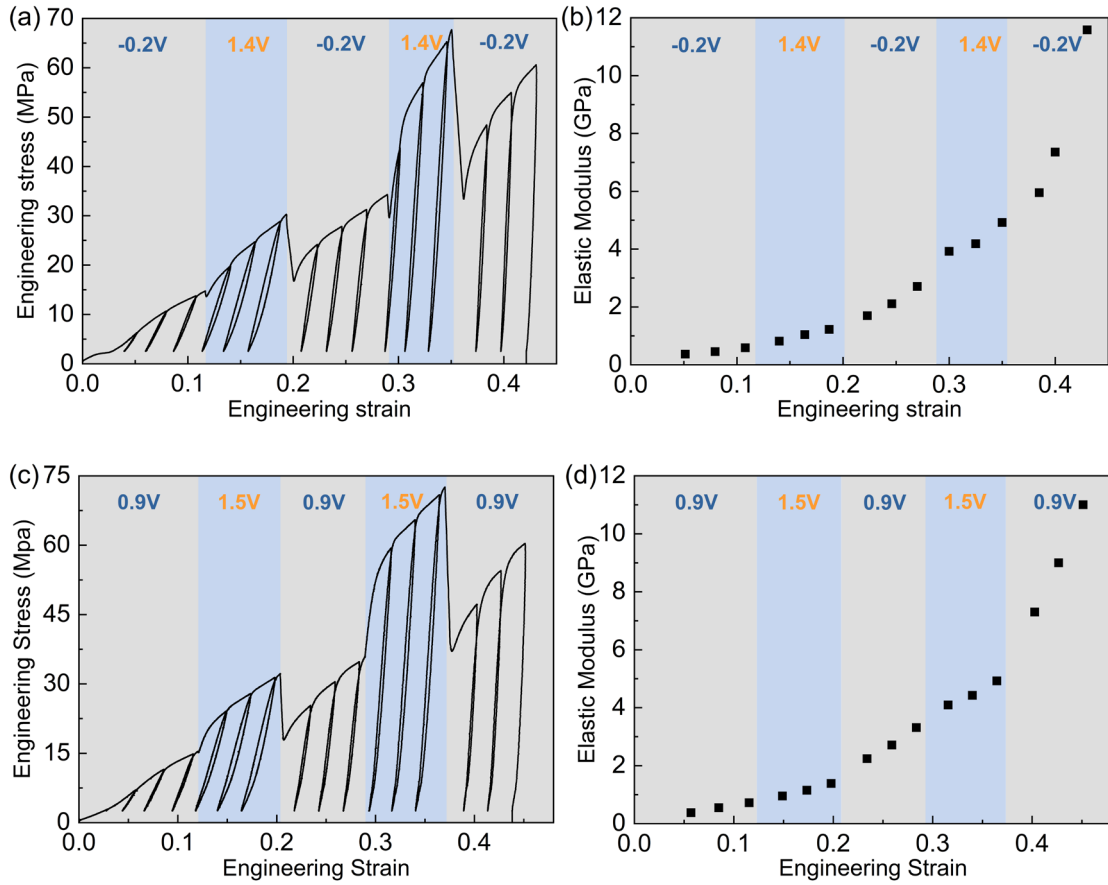 (a)
70
60
50
40
30
20
10
0
Engineering stress (MPa)
-0.2V 1.4V -0.2V 1.4V -0.2V
0.0 0.1 0.2 0.3 0.4
Engineering strain
(b)
12
10
8
6
4
2
0
Elastic Modulus (GPa)
-0.2V 1.4V -0.2V 1.4V -0.2V
0.0 0.1 0.2 0.3 0.4
Engineering strain
(c)
75
60
45
30
15
0
Engineering Stress (Mpa)
0.9V 1.5V 0.9V 1.5V 0.9V
0.0 0.1 0.2 0.3 0.4
Engineering Strain
(d)
12
10
8
6
4
2
0
Elastic Modulus (GPa)
0.9V 1.5V 0.9V 1.5V 0.9V
0.0 0.1 0.2 0.3 0.4
Engineering Strain